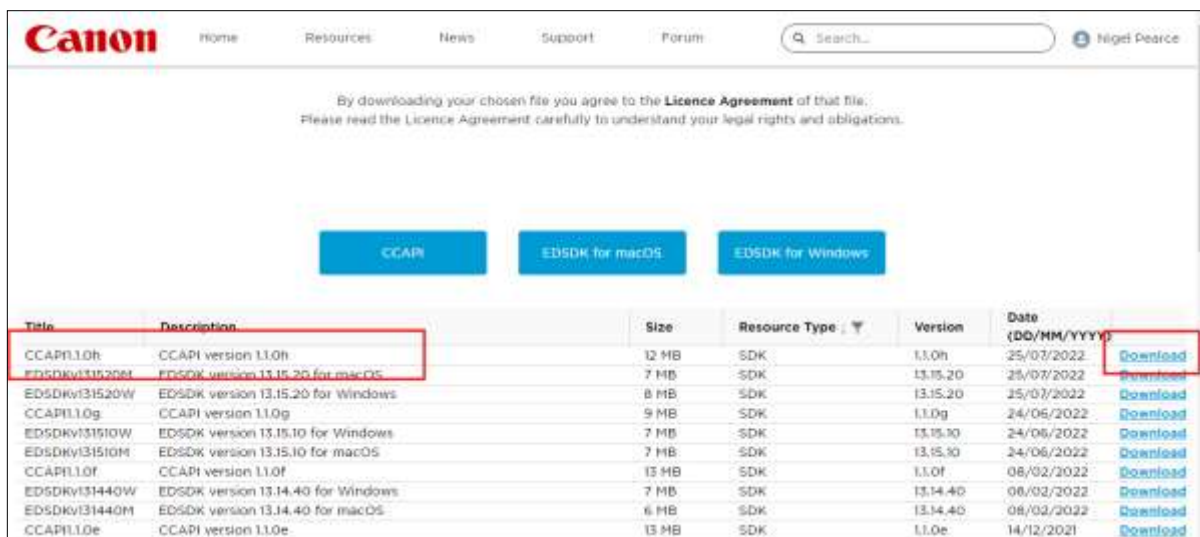 Canon Home Resources News Support Forum Search... Nigel Pearce
By downloading your chosen file you agree to the Licence Agreement of that file.
Please read the Licence Agreement carefully to understand your legal rights and obligations.
CCAPI EDSDK for macOS EDSDK for Windows
Title Description Size Resource Type Version Date (DD/MM/YYYY)
CCAPI1.1.0h CCAPI version 1.1.0h 12 MB SDK 1.1.0h 25/07/2022 Download
EDSDKv131520M EDSDK version 13.15.20 for macOS 7 MB SDK 13.15.20 25/07/2022 Download
EDSDKv131520W EDSDK version 13.15.20 for Windows 8 MB SDK 13.15.20 25/07/2022 Download
CCAPI1.1.0g CCAPI version 1.1.0g 9 MB SDK 1.1.0g 24/06/2022 Download
EDSDKv131510W EDSDK version 13.15.10 for Windows 7 MB SDK 13.15.10 24/06/2022 Download
EDSDKv131510M EDSDK version 13.15.10 for macOS 7 MB SDK 13.15.10 24/06/2022 Download
CCAPI1.1.0f CCAPI version 1.1.0f 13 MB SDK 1.1.0f 08/02/2022 Download
EDSDKv131440W EDSDK version 13.14.40 for Windows 7 MB SDK 13.14.40 08/02/2022 Download
EDSDKv131440M EDSDK version 13.14.40 for macOS 6 MB SDK 13.14.40 08/02/2022 Download
CCAPI1.1.0e CCAPI version 1.1.0e 13 MB SDK 1.1.0e 14/12/2021 Download